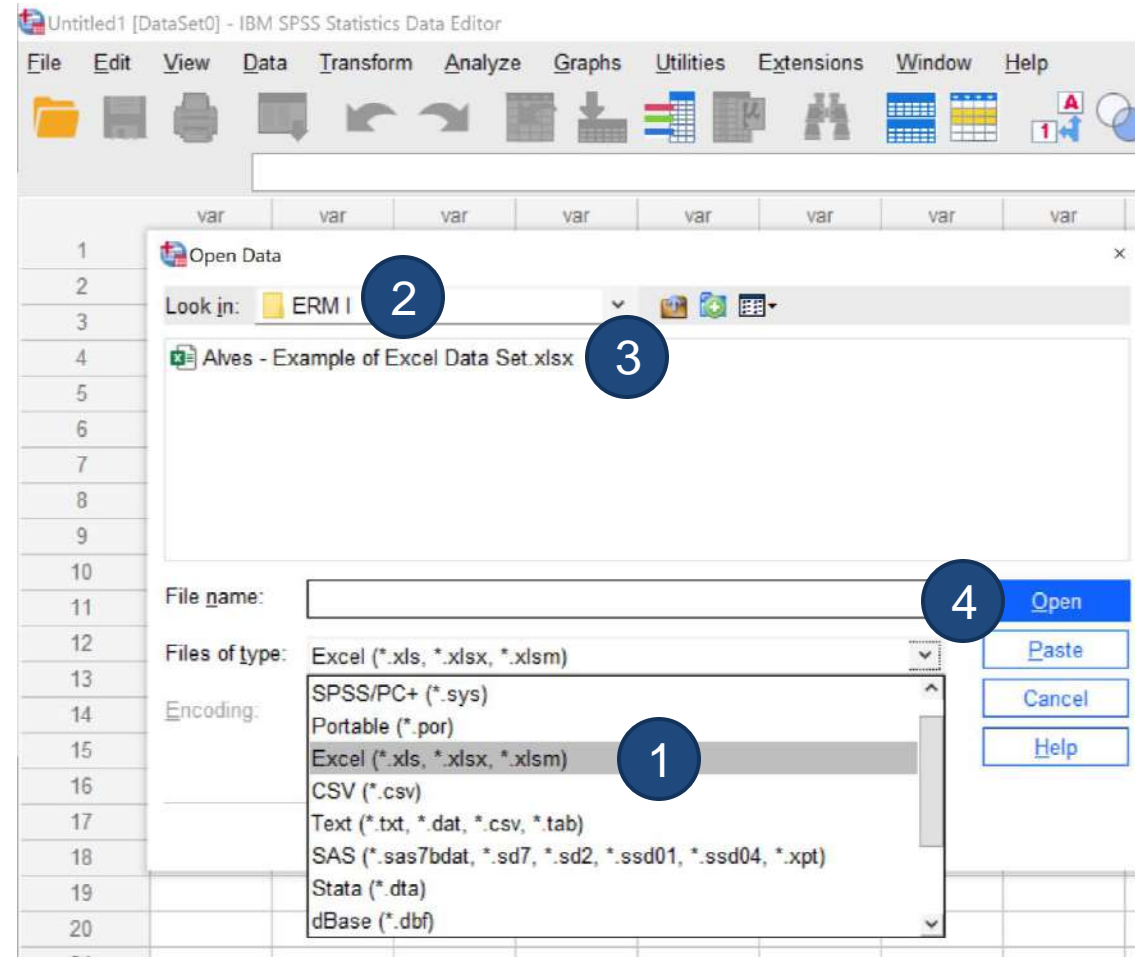 Untitled1 [DataSet0] - IBM SPSS Statistics Data Editor
File Edit View Data Transform Analyze Graphs Utilities Extensions Window Help
A
1
μ
var var var var var var var var
1
Open Data
×
2
Look in: ERM I
2
3
4
Alves - Example of Excel Data Set.xlsx
3
5
6
7
8
9
10
11
File name:
4
Open
12
Files of type: Excel (*.xls, *.xlsx, *.xlsm)
Paste
13
SPSS/PC+ (*.sys)
Cancel
14
Encoding:
Portable (*.por)
15
Excel (*.xls, *.xlsx, *.xlsm)
1
Help
16
CSV (*.csv)
17
Text (*.txt, *.dat, *.csv, *.tab)
18
SAS (*.sas7bdat, *.sd7, *.sd2, *.ssd01, *.ssd04, *.xpt)
19
Stata (*.dta)
20
dBase (*.dbf)